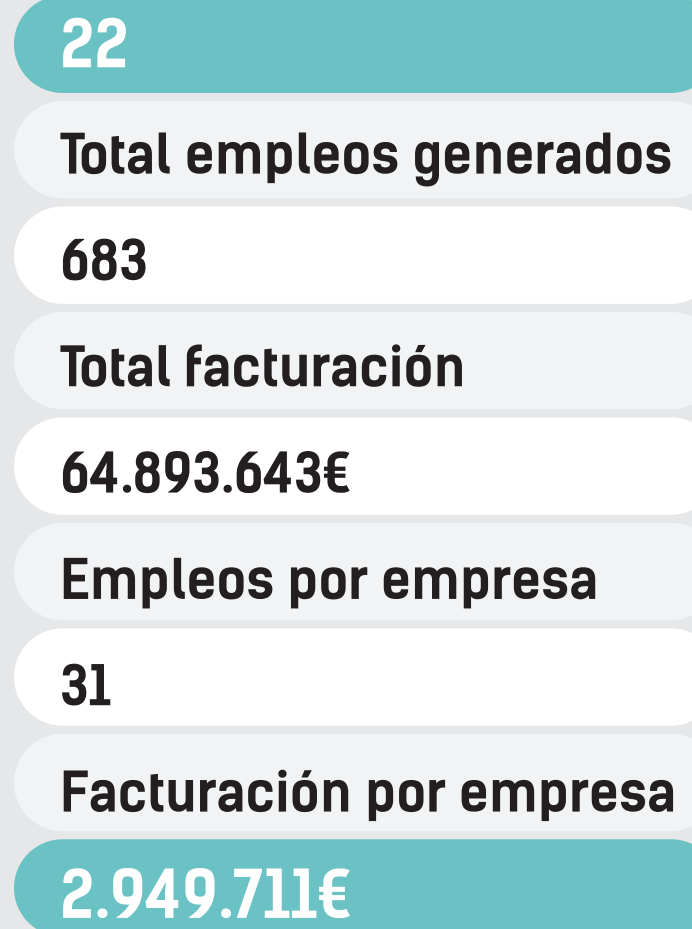 22
Total empleos generados
683
Total facturación
64.893.643€
Empleos por empresa
31
Facturación por empresa
2.949.711€